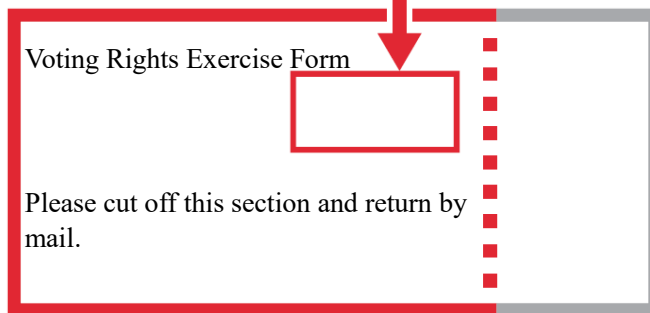 Voting Rights Exercise Form
Please cut off this section and return by
mail.